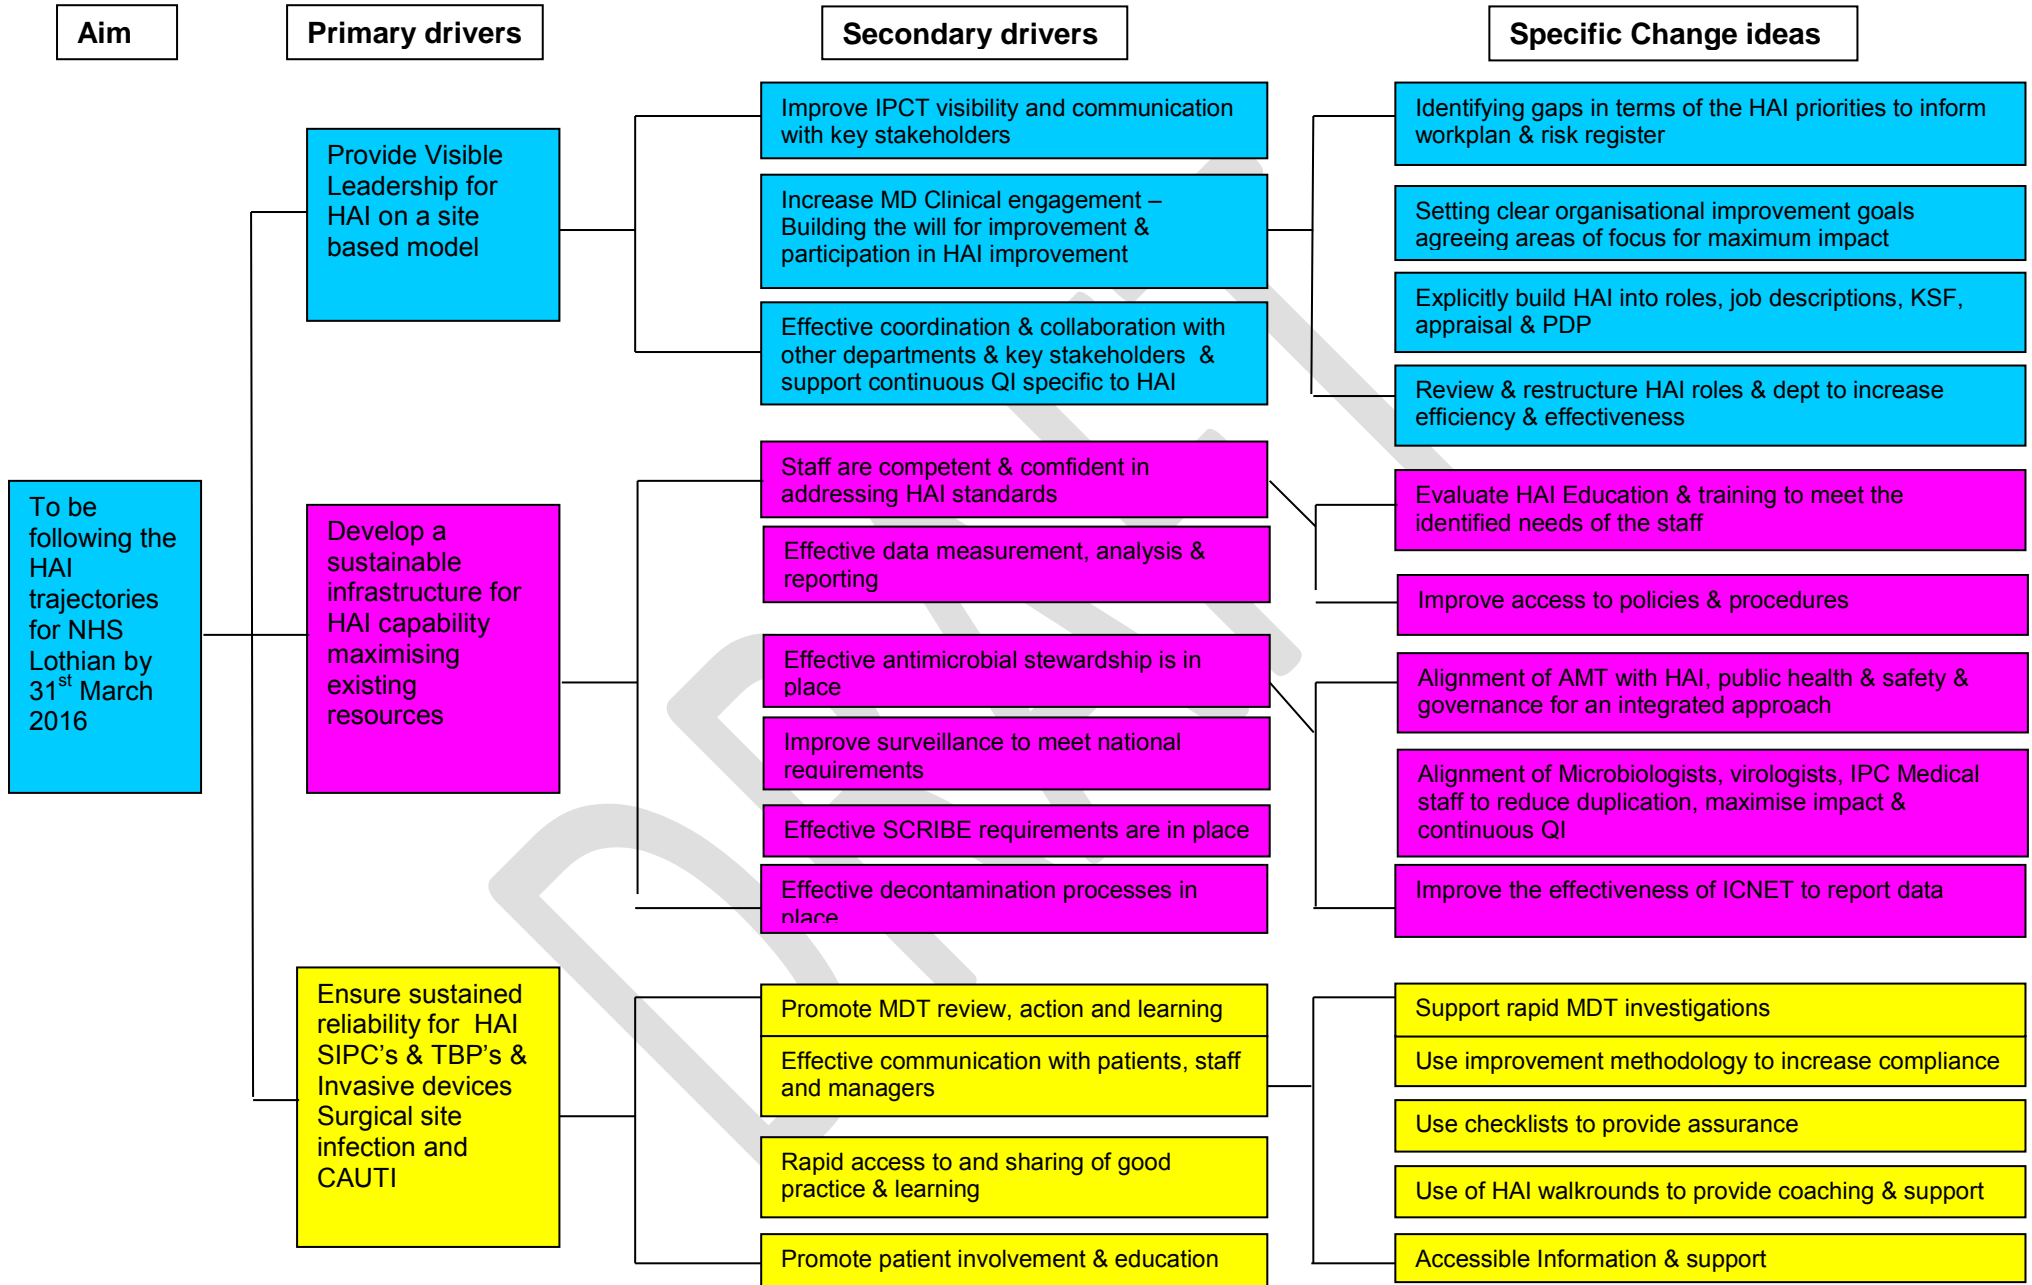 Aim
Primary drivers
Secondary drivers
Specific Change ideas
To be
following the
HAI
trajectories
for NHS
Lothian by
31st March
2016
Provide Visible
Leadership for
HAI on a site
based model
Develop a
sustainable
infrastructure for
HAI capability
maximising
existing
resources
Ensure sustained
reliability for HAI
SIPC's & TBP's &
Invasive devices
Surgical site
infection and
CAUTI
Improve IPCT visibility and communication
with key stakeholders
Increase MD Clinical engagement –
Building the will for improvement &
participation in HAI improvement
Effective coordination & collaboration with
other departments & key stakeholders &
support continuous QI specific to HAI
Staff are competent & comfident in
addressing HAI standards
Effective data measurement, analysis &
reporting
Effective antimicrobial stewardship is in
place
Improve surveillance to meet national
requirements
Effective SCRIBE requirements are in place
Effective decontamination processes in
place
Promote MDT review, action and learning
Effective communication with patients, staff
and managers
Rapid access to and sharing of good
practice & learning
Promote patient involvement & education
Identifying gaps in terms of the HAI priorities to inform
workplan & risk register
Setting clear organisational improvement goals
agreeing areas of focus for maximum impact
Explicitly build HAI into roles, job descriptions, KSF,
appraisal & PDP
Review & restructure HAI roles & dept to increase
efficiency & effectiveness
Evaluate HAI Education & training to meet the
identified needs of the staff
Improve access to policies & procedures
Alignment of AMT with HAI, public health & safety &
governance for an integrated approach
Alignment of Microbiologists, virologists, IPC Medical
staff to reduce duplication, maximise impact &
continuous QI
Improve the effectiveness of ICNET to report data
Support rapid MDT investigations
Use improvement methodology to increase compliance
Use checklists to provide assurance
Use of HAI walkrounds to provide coaching & support
Accessible Information & support
DRAFT